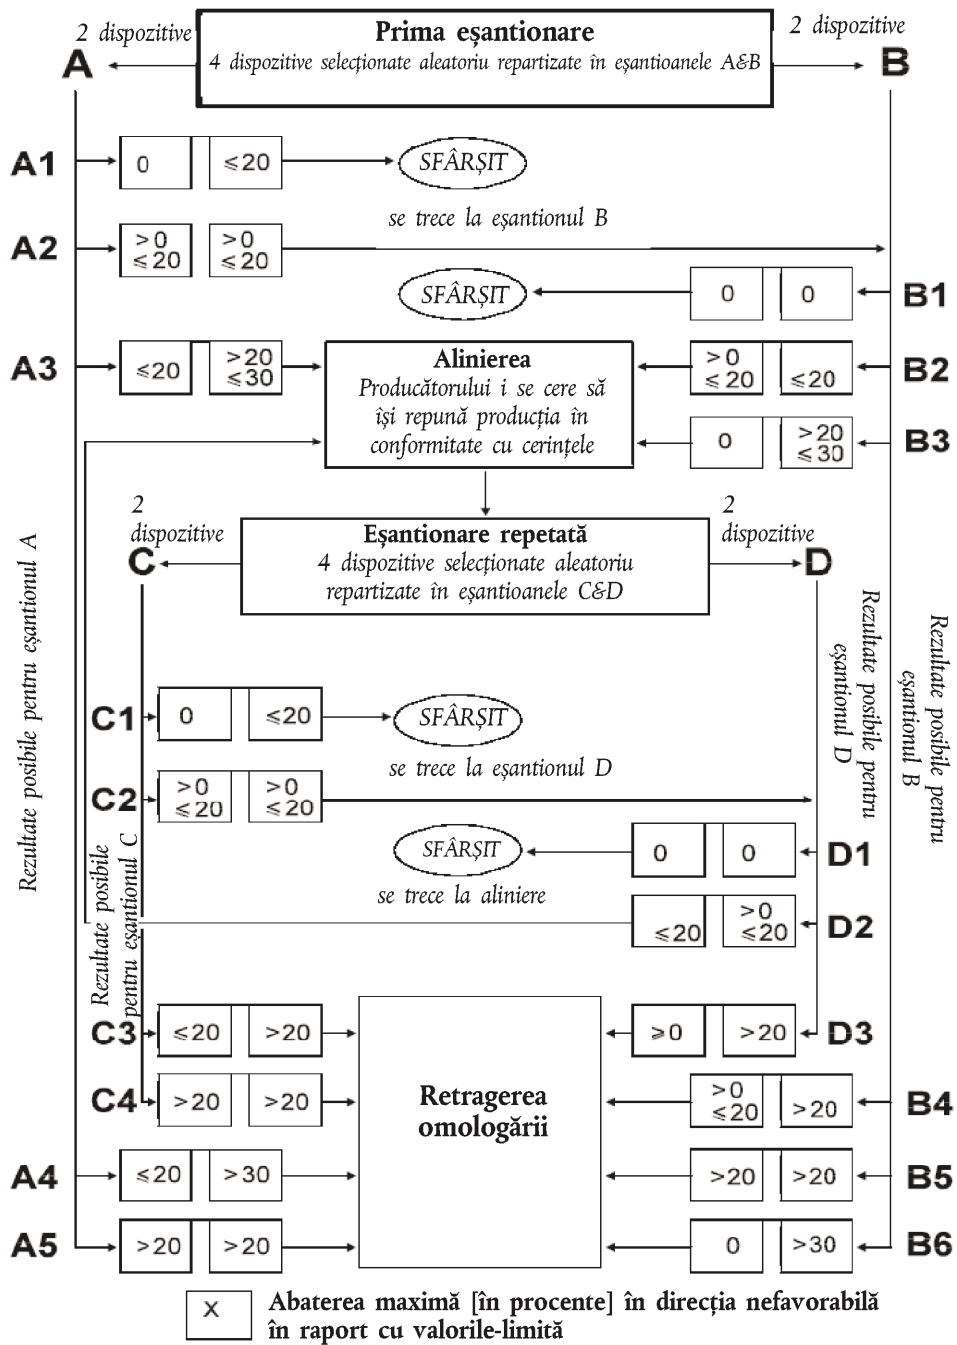 2 dispozitive
Prima eșantionare
2 dispozitive
A
4 dispozitive selecționate aleatoriu repartizate în eșantioanele A&B
B
A1
0
≤20
SFÂRȘIT
se trece la eșantionul B
A2
>0
≤20
>0
≤20
SFÂRȘIT
0
0
B1
A3
≤20
>20
≤30
Alinierea
Producătorului i se cere să
își repună producția în
conformitate cu cerințele
>0
≤20
≤20
B2
0
>20
≤30
B3
2
dispozitive
Eșantionare repetată
4 dispozitive selecționate aleatoriu
repartizate în eșantioanele C&D
2
dispozitive
C
D
Rezultate posibile pentru eșantionul A
Rezultate posibile pentru
eșantionul D
Rezultate posibile pentru
eșantionul B
C1
0
≤20
SFÂRȘIT
se trece la eșantionul D
C2
>0
≤20
>0
≤20
SFÂRȘIT
0
0
D1
se trece la aliniere
≤20
>0
≤20
D2
Rezultate posibile
pentru eșantionul C
C3
≤20
>20
≥0
>20
D3
C4
>20
>20
Retragerea
omologării
>0
≤20
>20
B4
A4
≤20
>30
>20
>20
B5
A5
>20
>20
0
>30
B6
X
Abaterea maximă [în procente] în direcția nefavorabilă
în raport cu valorile-limită